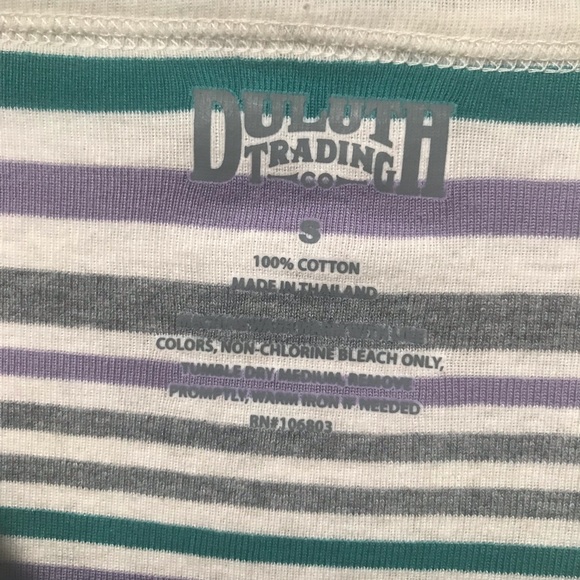 DULUTH
TRADING
CO
S
100% COTTON
MADE IN THAILAND
COLORS, NON-CHLORINE BLEACH ONLY,
TUMBLE DRY MEDIUM, REMOVE
PROMPTLY, WARM IRON IF NEEDED
RN#106803